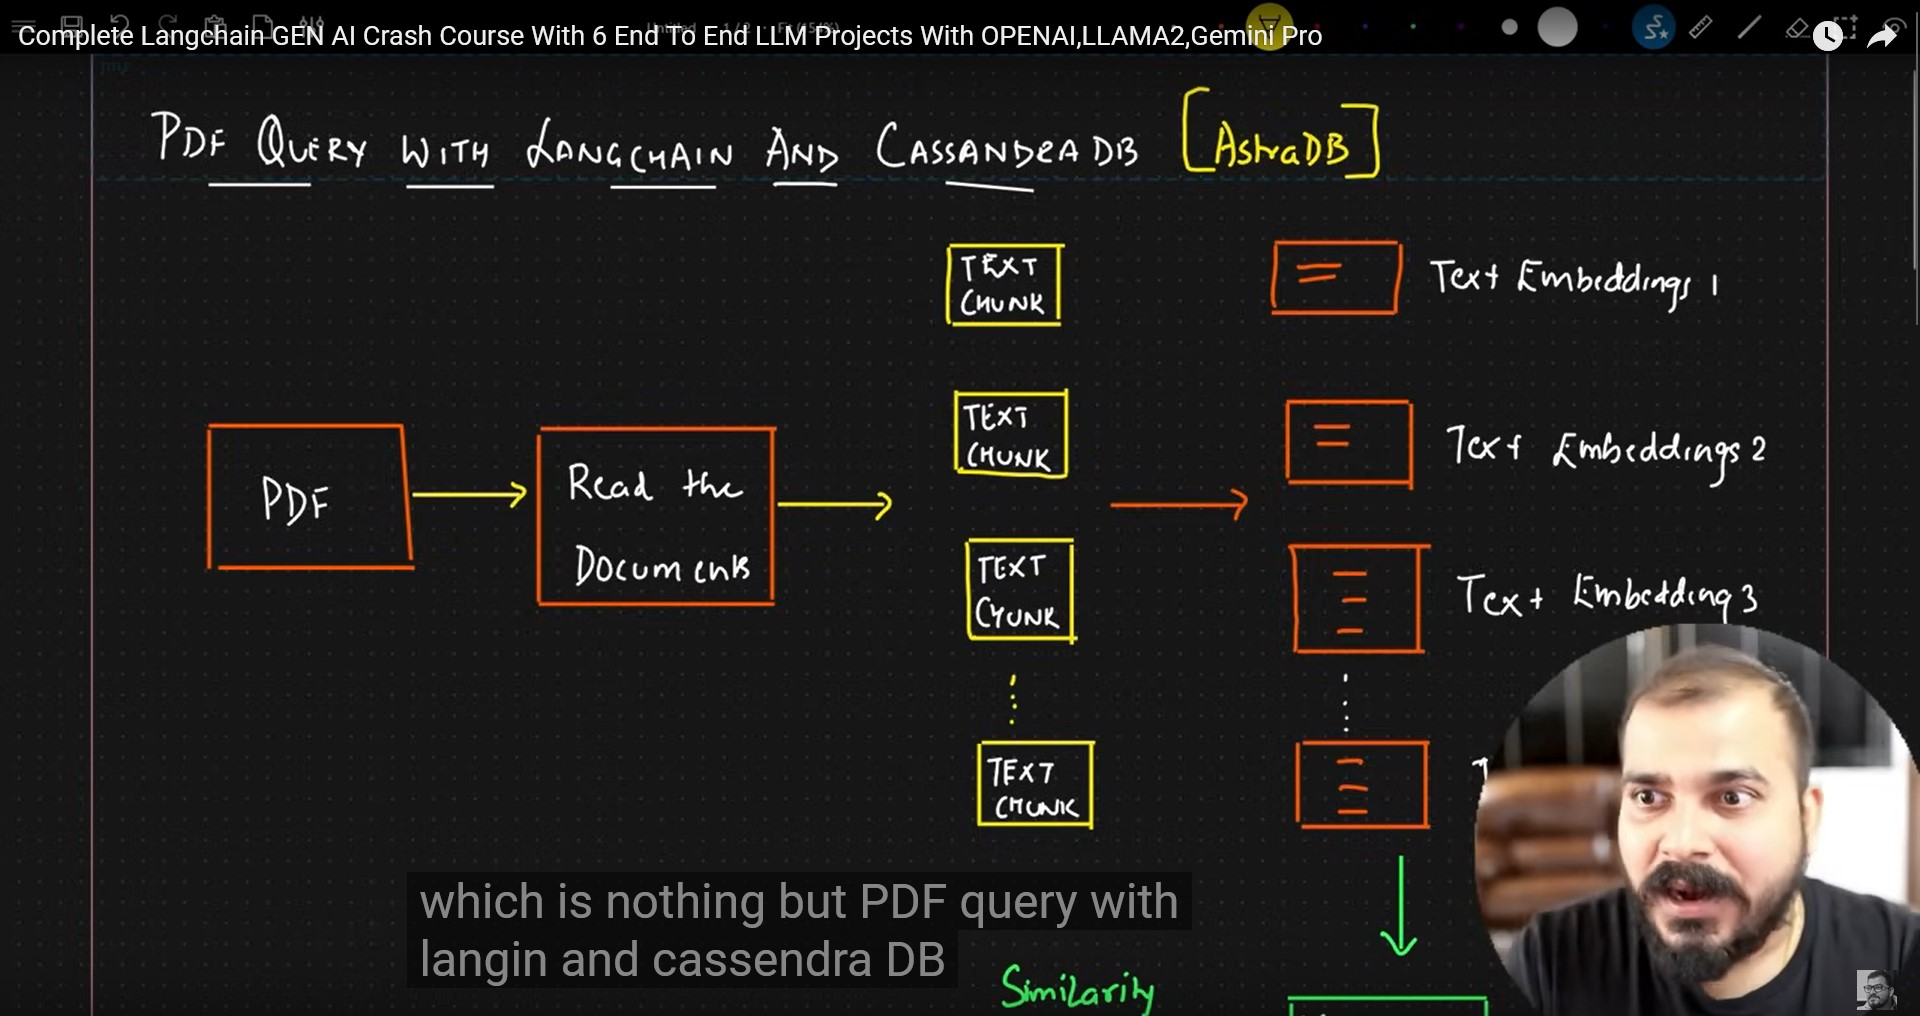 Complete Langchain GEN AI Crash Course With 6 End To End LLM Projects With OPENAI,LLAMA2,Gemini Pro
PDF QUERY WITH LANGCHAIN AND CASSANDRA DB [AstraDB]
TEXT
CHUNK
Text Embeddings 1
TEXT
CHUNK
Text Embeddings 2
PDF
Read the
Documents
TEXT
CHUNK
Text Embedding 3
TEXT
CHUNK
which is nothing but PDF query with
langin and cassendra DB
Similarity